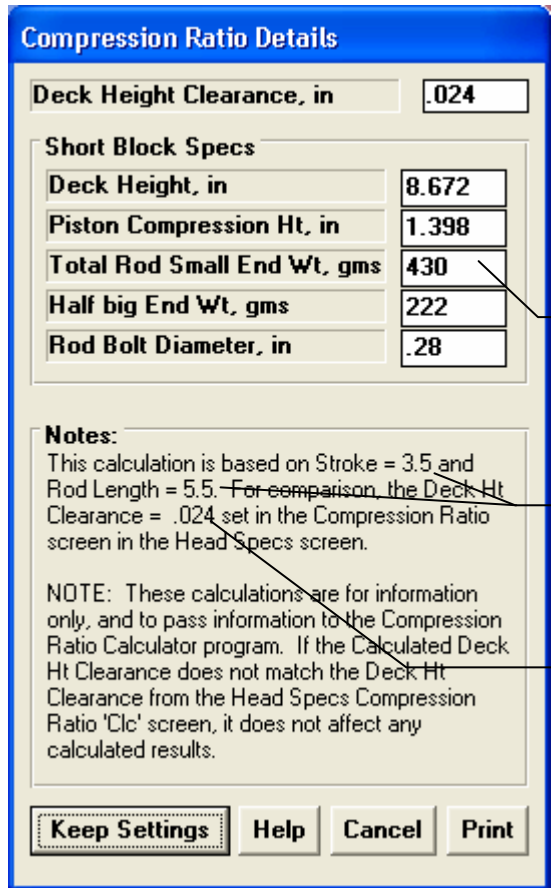 Compression Ratio Details
Deck Height Clearance, in .024
Short Block Specs
Deck Height, in 8.672
Piston Compression Ht, in 1.398
Total Rod Small End Wt, gms 430
Half big End Wt, gms 222
Rod Bolt Diameter, in .28
Notes:
This calculation is based on Stroke = 3.5 and
Rod Length = 5.5. For comparison, the Deck Ht
Clearance = .024 set in the Compression Ratio
screen in the Head Specs screen.
NOTE: These calculations are for information
only, and to pass information to the Compression
Ratio Calculator program. If the Calculated Deck
Ht Clearance does not match the Deck Ht
Clearance from the Head Specs Compression
Ratio 'Clc' screen, it does not affect any
calculated results.
Keep Settings Help Cancel Print